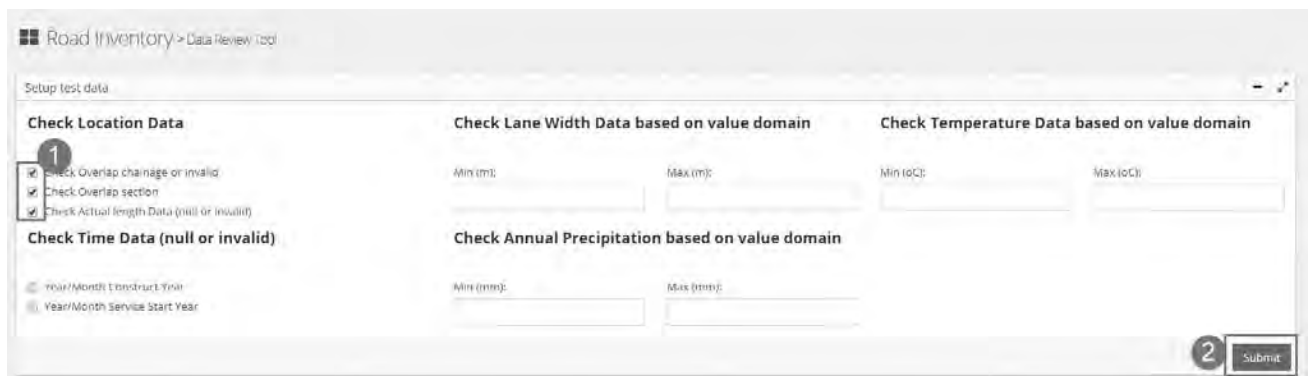 Road Inventory > Data Review Tool
Setup test data
Check Location Data
Check Lane Width Data based on value domain
Check Temperature Data based on value domain
1
Check Overlap chainage or invalid
Min (m):
Max (m):
Min (oC):
Max (oC):
Check Overlap section
Check Actual length Data (null or invalid)
Check Time Data (null or invalid)
Check Annual Precipitation based on value domain
Year/Month Construct Year
Min (mm):
Max (mm):
Year/Month Service Start Year
2
Submit